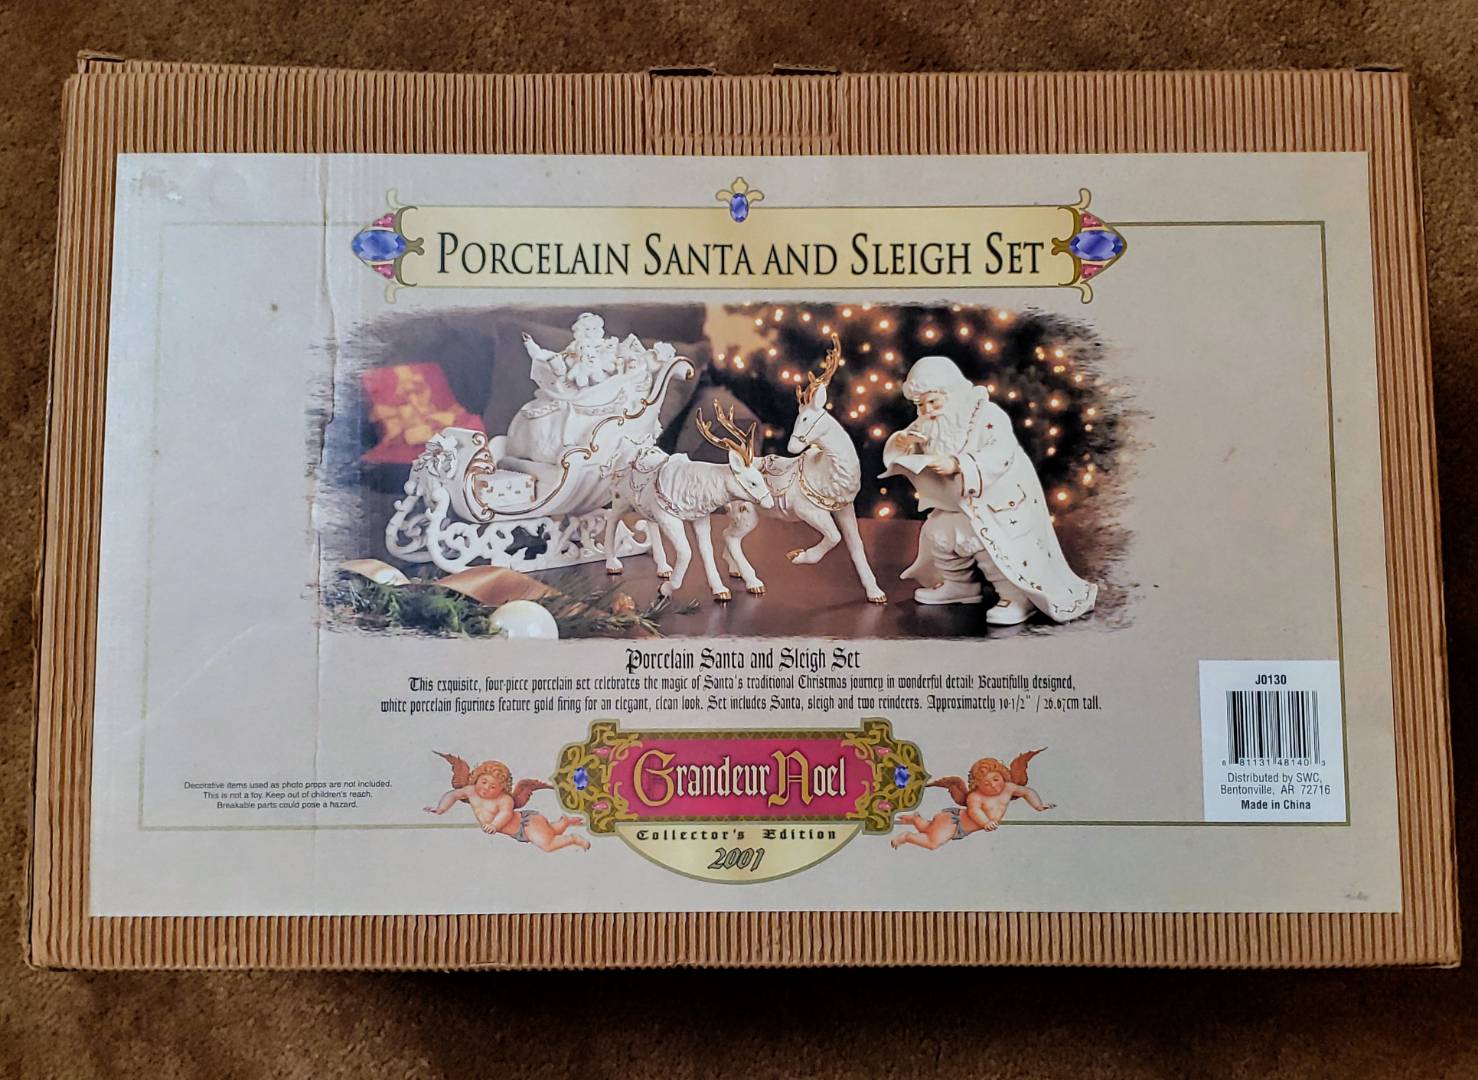 PORCELAIN SANTA AND SLEIGH SET
Porcelain Santa and Sleigh Set
This exquisite, four-piece porcelain set celebrates the magic of Santa's traditional Christmas journey in wonderful detail! Beautifully designed,
white porcelain figurines feature gold firing for an elegant, clean look. Set includes Santa, sleigh and two reindeers. Approximately 10-1/2" / 26.67cm tall.
J0130
6 81131 48140 3
Distributed by SWC,
Bentonville, AR 72716
Made in China
Decorative items used as photo props are not included.
This is not a toy. Keep out of children's reach.
Breakable parts could pose a hazard.
Grandeur Noel
Collector's Edition
2001